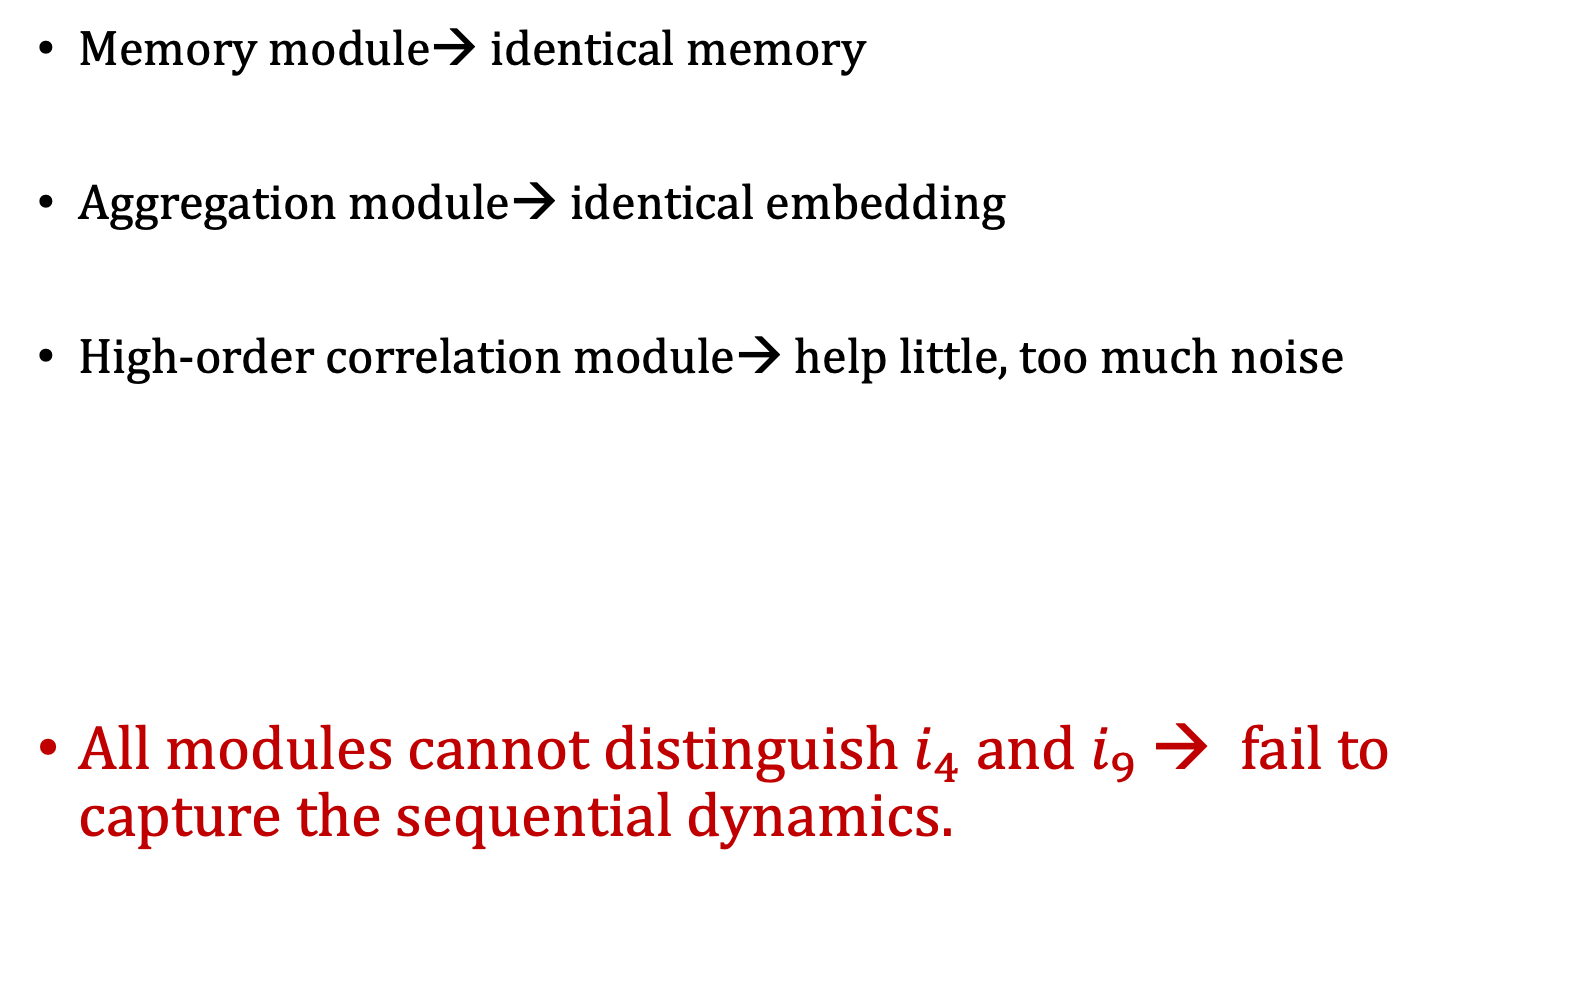 • Memory module→ identical memory
• Aggregation module→ identical embedding
• High-order correlation module→ help little, too much noise
• All modules cannot distinguish i₄ and i₉ → fail to
capture the sequential dynamics.